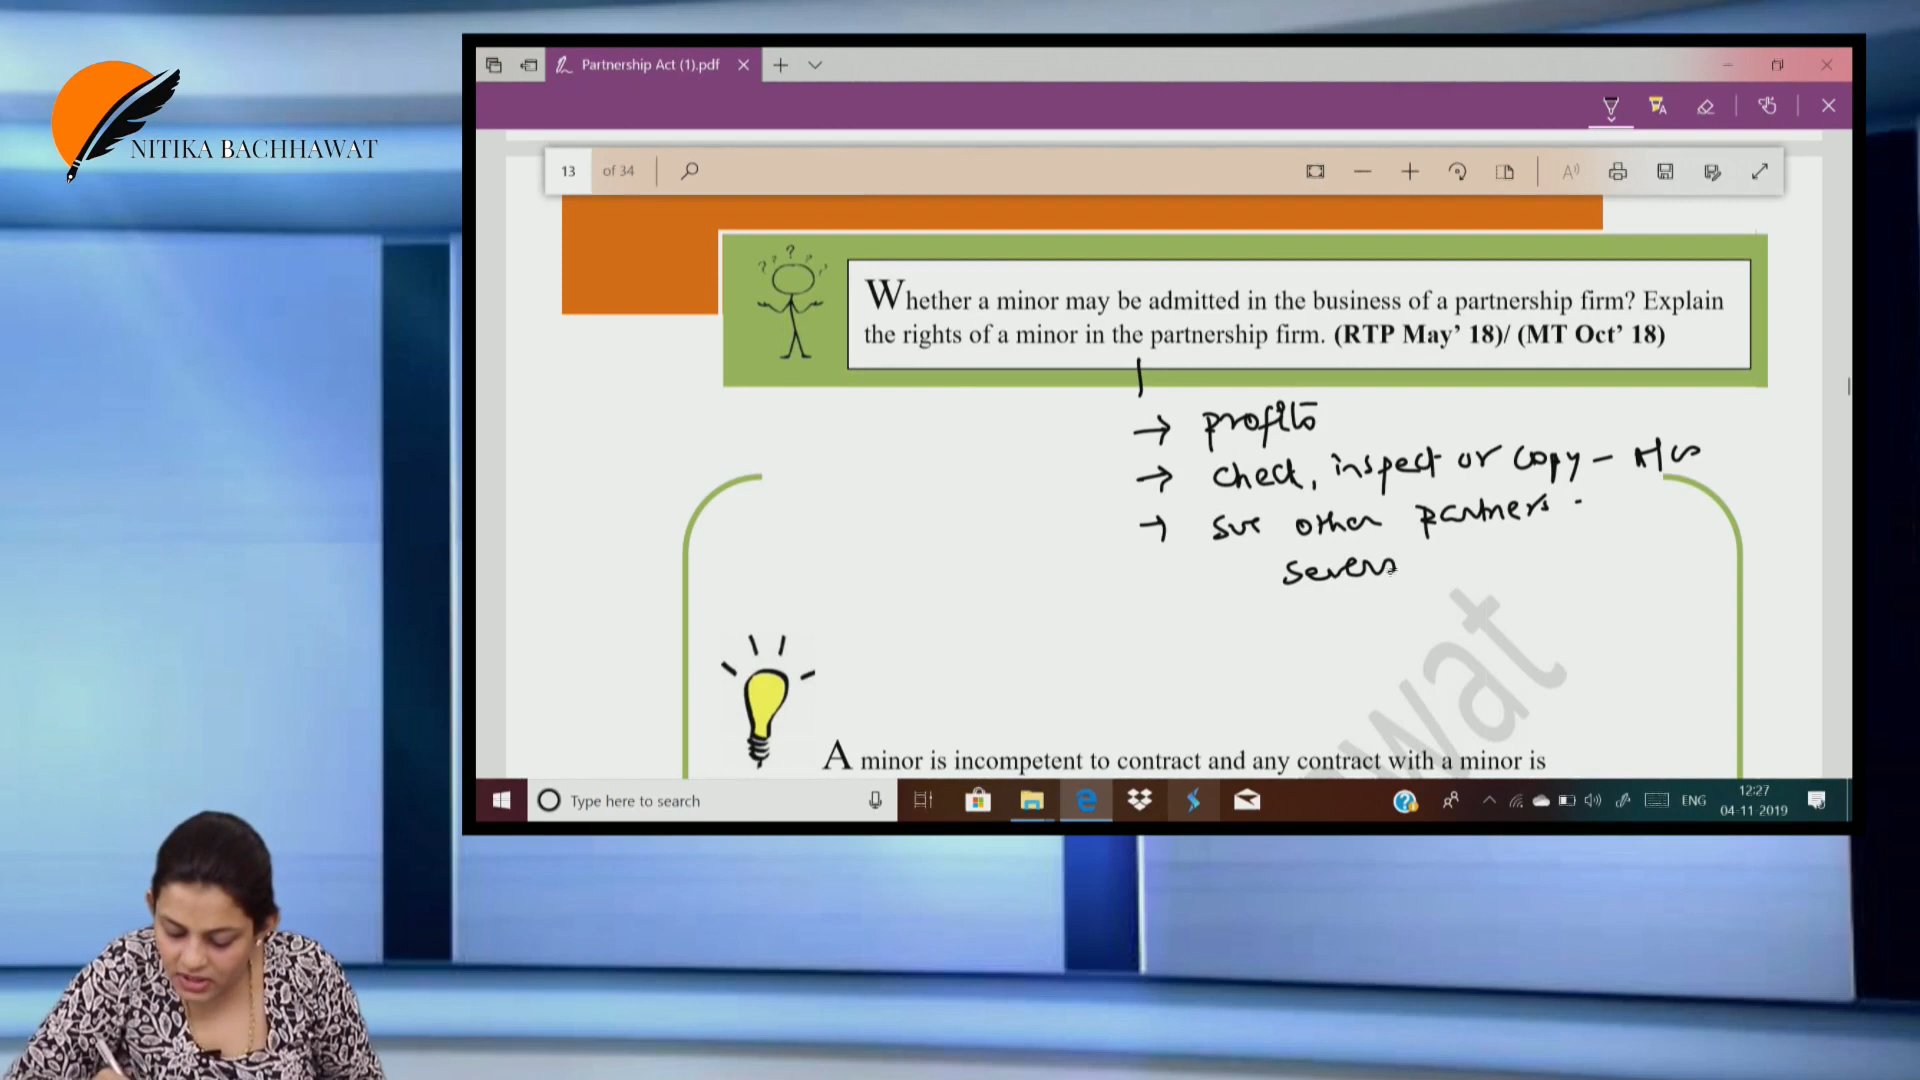 NITIKA BACHHAWAT
Partnership Act (1).pdf
13 of 34
Whether a minor may be admitted in the business of a partnership firm? Explain
the rights of a minor in the partnership firm. (RTP May' 18)/ (MT Oct' 18)
→ profits
→ check, inspect or copy -
→ sue other partners
severs
wat
A minor is incompetent to contract and any contract with a minor is
Type here to search
ENG
12:27
04-11-2019